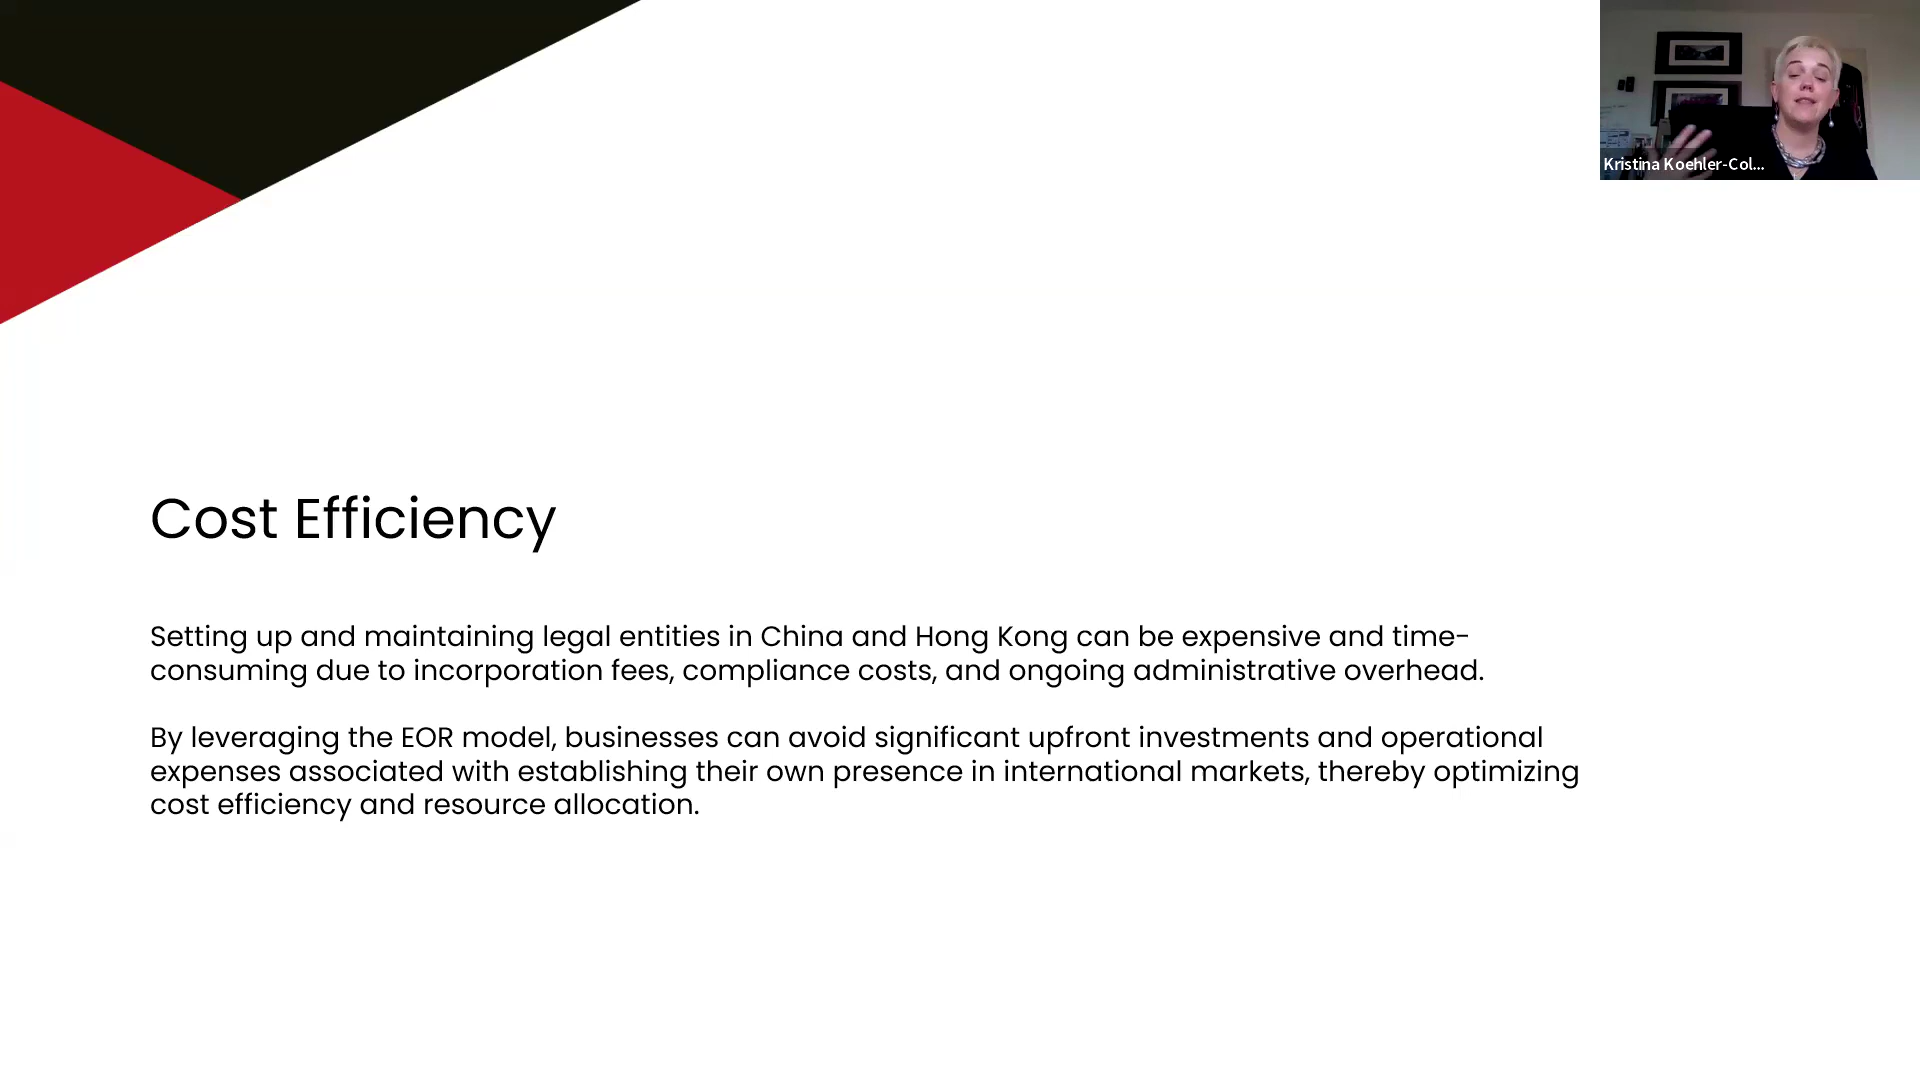 Kristina Koehler-Col...
Cost Efficiency
Setting up and maintaining legal entities in China and Hong Kong can be expensive and time-
consuming due to incorporation fees, compliance costs, and ongoing administrative overhead.
By leveraging the EOR model, businesses can avoid significant upfront investments and operational
expenses associated with establishing their own presence in international markets, thereby optimizing
cost efficiency and resource allocation.